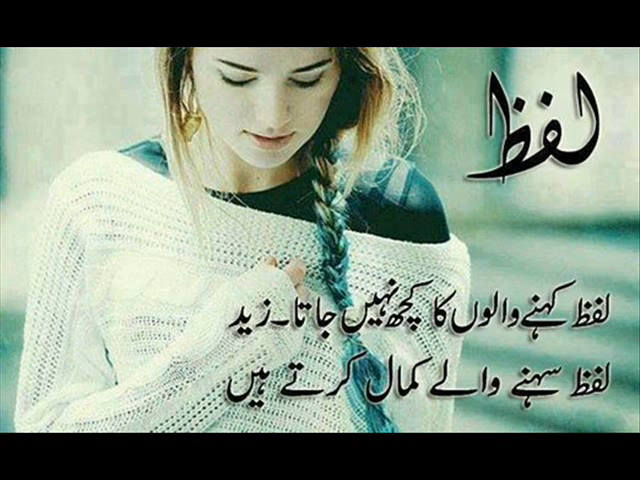 لفظ
لفظ کہنے والوں کا کچھ نہیں جاتا۔ زید
لفظ سہنے والے کمال کرتے ہیں